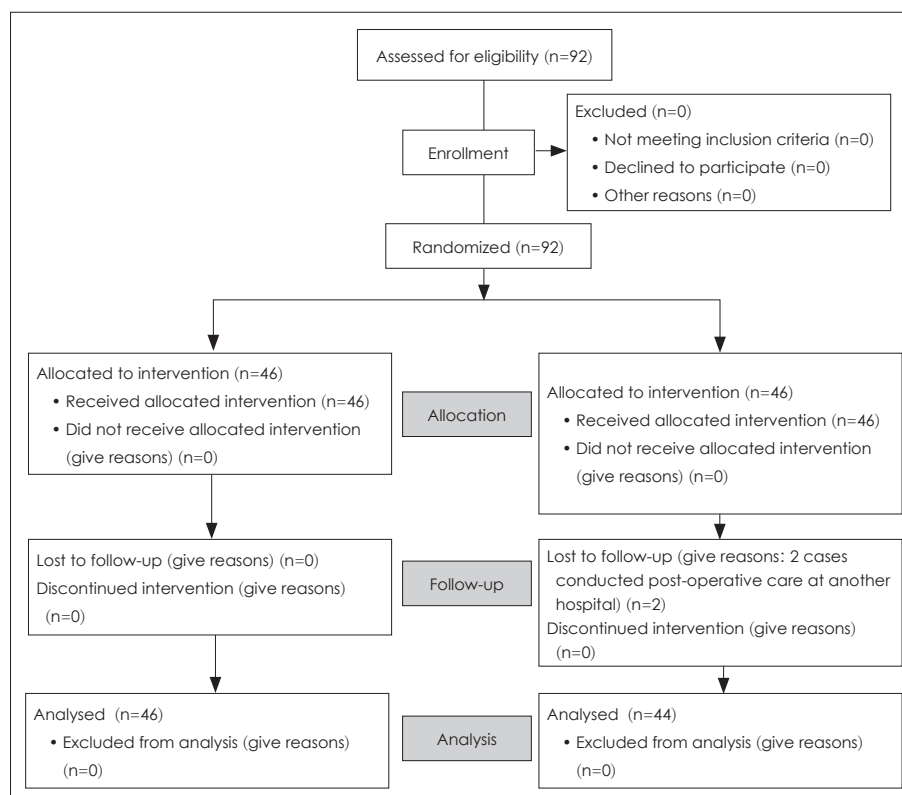 Assessed for eligibility (n=92)
Excluded (n=0)
• Not meeting inclusion criteria (n=0)
• Declined to participate (n=0)
• Other reasons (n=0)
Enrollment
Randomized (n=92)
Allocated to intervention (n=46)
• Received allocated intervention (n=46)
• Did not receive allocated intervention
(give reasons) (n=0)
Allocation
Allocated to intervention (n=46)
• Received allocated intervention (n=46)
• Did not receive allocated intervention
(give reasons) (n=0)
Lost to follow-up (give reasons) (n=0)
Discontinued intervention (give reasons)
(n=0)
Follow-up
Lost to follow-up (give reasons: 2 cases
conducted post-operative care at another
hospital) (n=2)
Discontinued intervention (give reasons)
(n=0)
Analysed (n=46)
• Excluded from analysis (give reasons)
(n=0)
Analysis
Analysed (n=44)
• Excluded from analysis (give reasons)
(n=0)